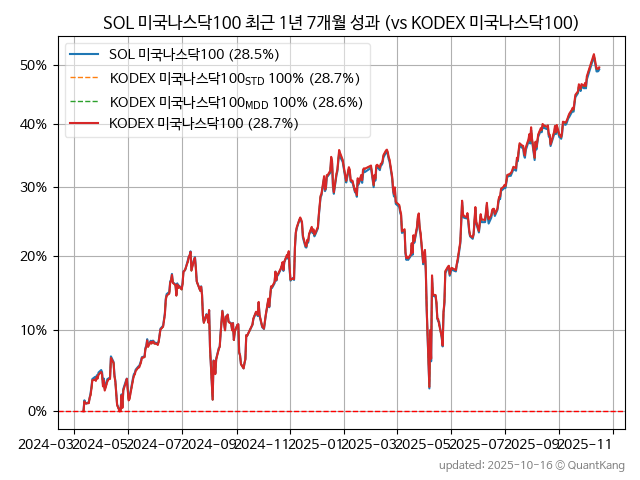 SOL 미국나스닥100 최근 1년 7개월 성과 (vs KODEX 미국나스닥100)
SOL 미국나스닥100 (28.5%)
KODEX 미국나스닥100STD 100% (28.7%)
KODEX 미국나스닥100MDD 100% (28.6%)
KODEX 미국나스닥100 (28.7%)
50%
40%
30%
20%
10%
0%
2024-03 2024-05 2024-07 2024-09 2024-11 2025-01 2025-03 2025-05 2025-07 2025-09 2025-11
updated: 2025-10-16 © QuantKang